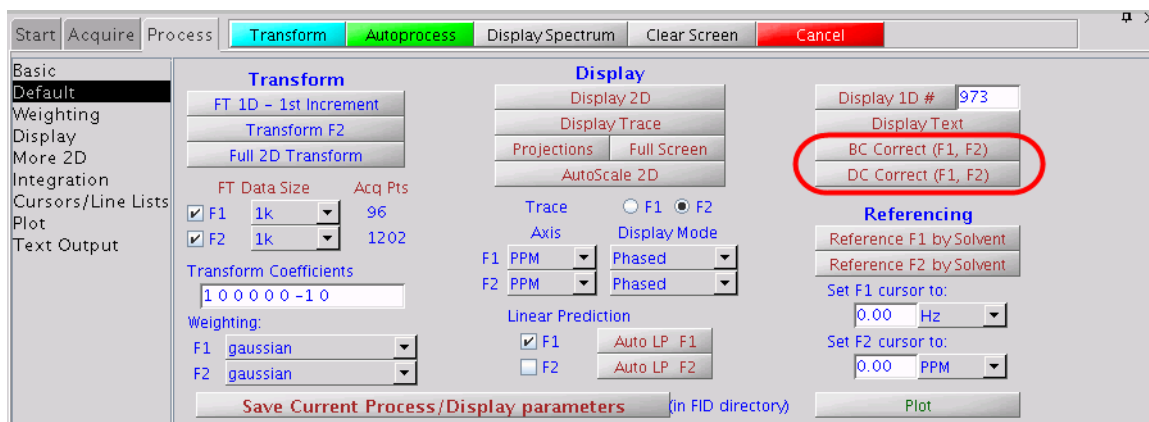 Start Acquire Process Transform Autoprocess Display Spectrum Clear Screen Cancel
Basic
Default
Weighting
Display
More 2D
Integration
Cursors/Line Lists
Plot
Text Output
Transform
FT 1D - 1st Increment
Transform F2
Full 2D Transform
FT Data Size Acq Pts
F1 1k 96
F2 1k 1202
Transform Coefficients
1 0 0 0 0 0 -1 0
Weighting:
F1 gaussian
F2 gaussian
Display
Display 2D
Display Trace
Projections Full Screen
AutoScale 2D
Trace F1 F2
Axis Display Mode
F1 PPM Phased
F2 PPM Phased
Linear Prediction
F1 Auto LP F1
F2 Auto LP F2
Display 1D # 973
Display Text
BC Correct (F1, F2)
DC Correct (F1, F2)
Referencing
Reference F1 by Solvent
Reference F2 by Solvent
Set F1 cursor to:
0.00 Hz
Set F2 cursor to:
0.00 PPM
Save Current Process/Display parameters (in FID directory) Plot